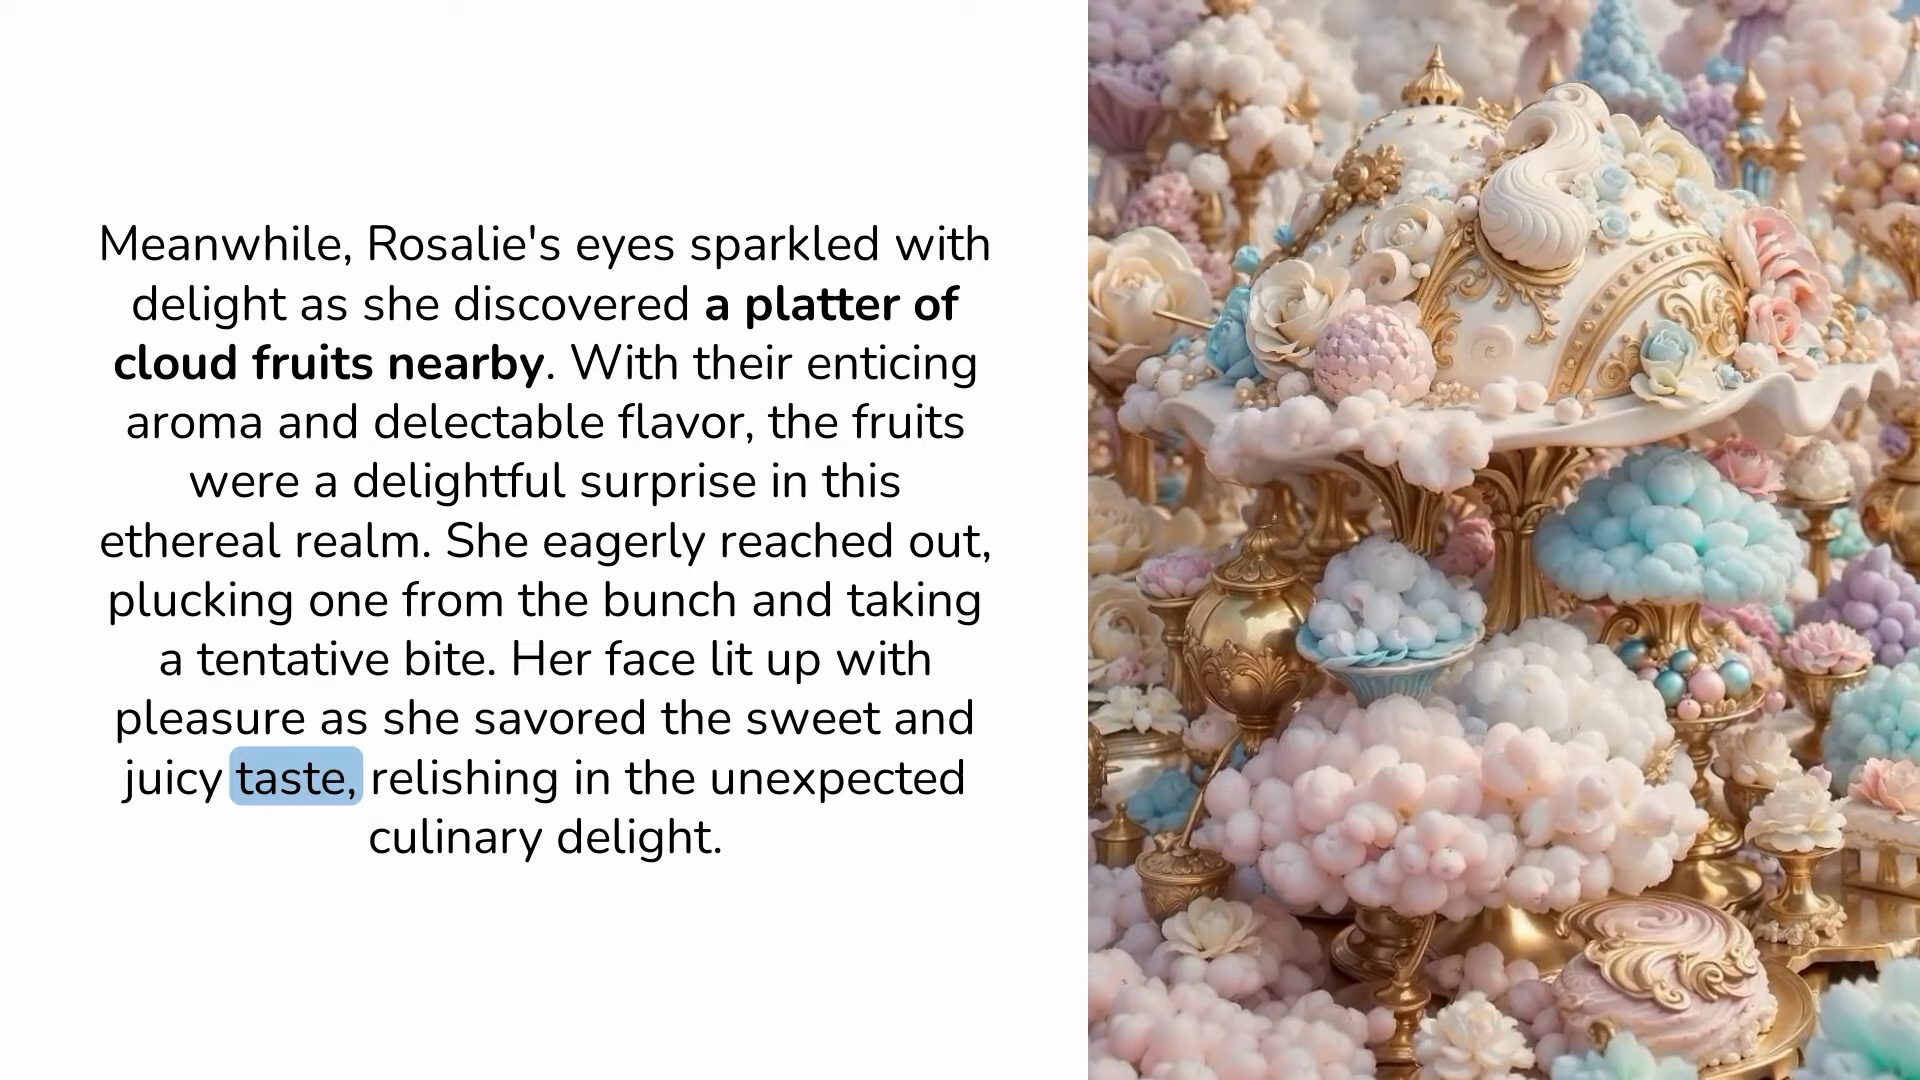 Meanwhile, Rosalie's eyes sparkled with
delight as she discovered a platter of
cloud fruits nearby. With their enticing
aroma and delectable flavor, the fruits
were a delightful surprise in this
ethereal realm. She eagerly reached out,
plucking one from the bunch and taking
a tentative bite. Her face lit up with
pleasure as she savored the sweet and
juicy taste, relishing in the unexpected
culinary delight.